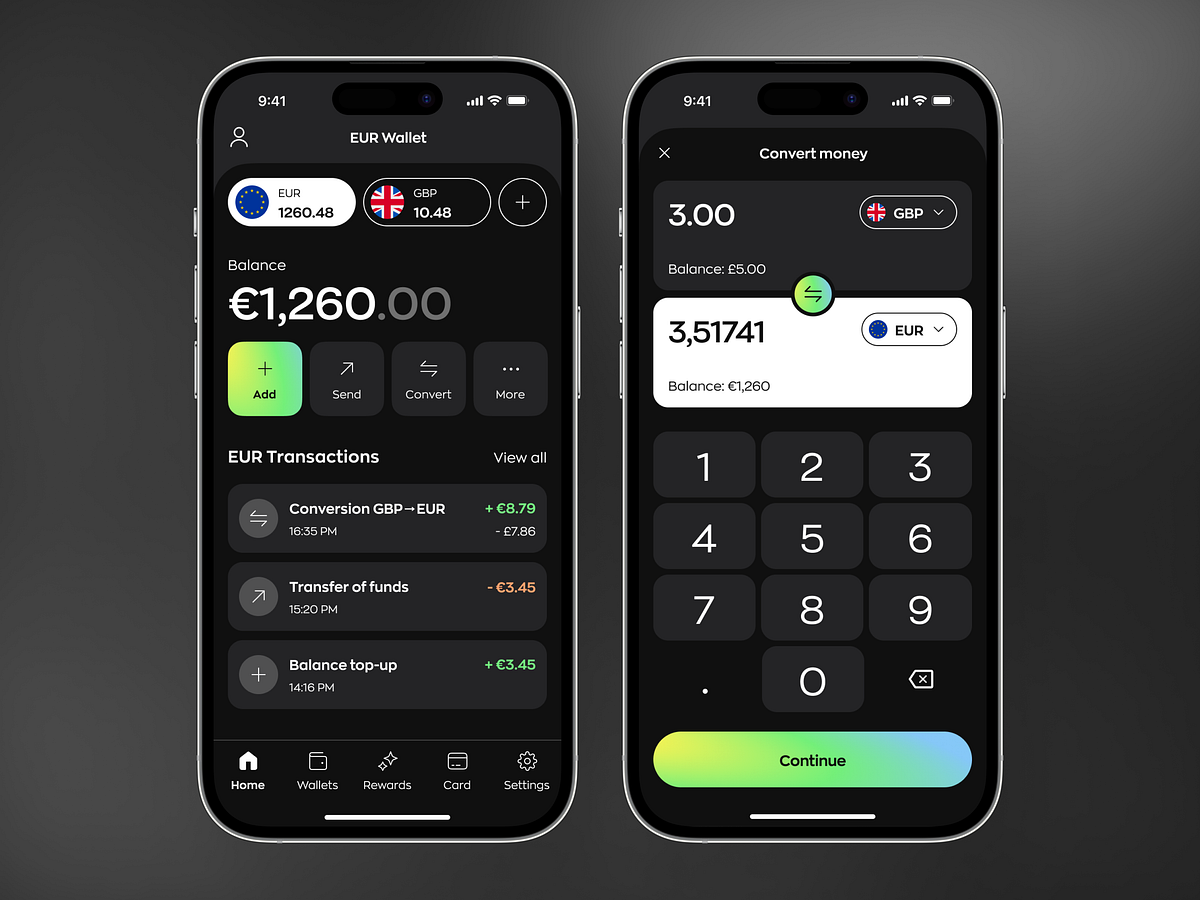 9:41
EUR Wallet
EUR
1260.48
GBP
10.48
Balance
€1,260.00
Add
Send
Convert
More
EUR Transactions
View all
Conversion GBP→EUR
+ €8.79
16:35 PM
- £7.86
Transfer of funds
- €3.45
15:20 PM
Balance top-up
+ €3.45
14:16 PM
Home
Wallets
Rewards
Card
Settings
9:41
Convert money
3.00
GBP
Balance: £5.00
3,51741
EUR
Balance: €1,260
1
2
3
4
5
6
7
8
9
.
0
Continue